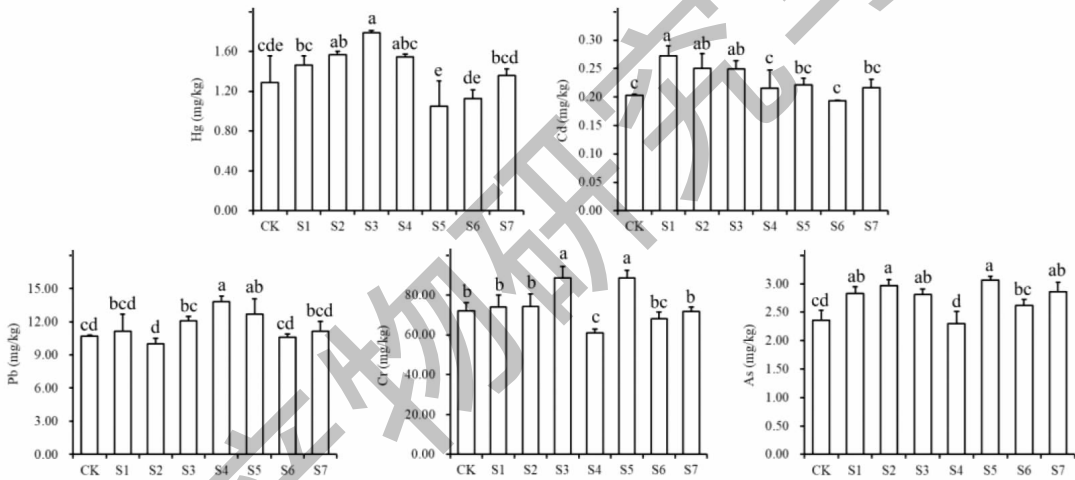 Hg (mg/kg)
1.60
1.20
0.80
0.40
0.00
cde
bc
ab
a
abc
e
de
bcd
CK S1 S2 S3 S4 S5 S6 S7
Cd (mg/kg)
0.30
0.25
0.20
0.15
0.10
0.05
0.00
c
a
ab
ab
c
bc
c
bc
CK S1 S2 S3 S4 S5 S6 S7
Pb (mg/kg)
15.00
12.00
9.00
6.00
3.00
0.00
cd
bcd
d
bc
a
ab
cd
bcd
CK S1 S2 S3 S4 S5 S6 S7
Cr (mg/kg)
80.00
60.00
40.00
20.00
0.00
b
b
b
a
c
a
bc
b
CK S1 S2 S3 S4 S5 S6 S7
As (mg/kg)
3.00
2.50
2.00
1.50
1.00
0.50
0.00
cd
ab
a
ab
d
a
bc
ab
CK S1 S2 S3 S4 S5 S6 S7
物研究